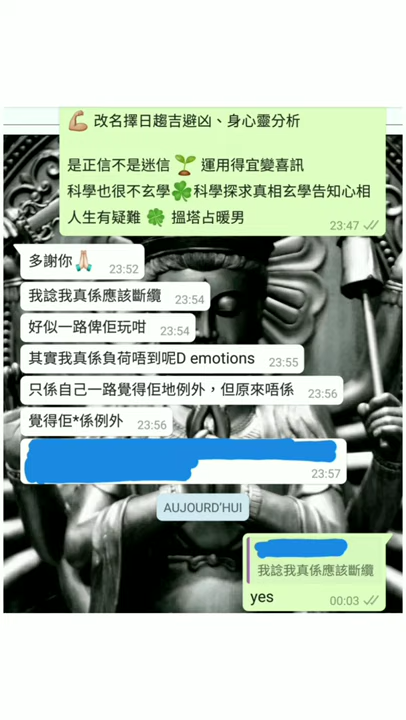 💪🏼 改名擇日趨吉避凶、身心靈分析
是正信不是迷信🌱 運用得宜變喜訊
科學也很不玄學🍀科學探求真相玄學告知心相
人生有疑難 🍀 搵塔占暖男
23:47
多謝你🙏🏻 23:52
我諗我真係應該斷纜 23:54
好似一路俾佢玩咁 23:54
其實我真係負荷唔到呢D emotions 23:55
只係自己一路覺得佢地例外，但原來唔係 23:56
覺得佢*係例外 23:56
23:57
AUJOURD'HUI
我諗我真係應該斷纜
yes 00:03